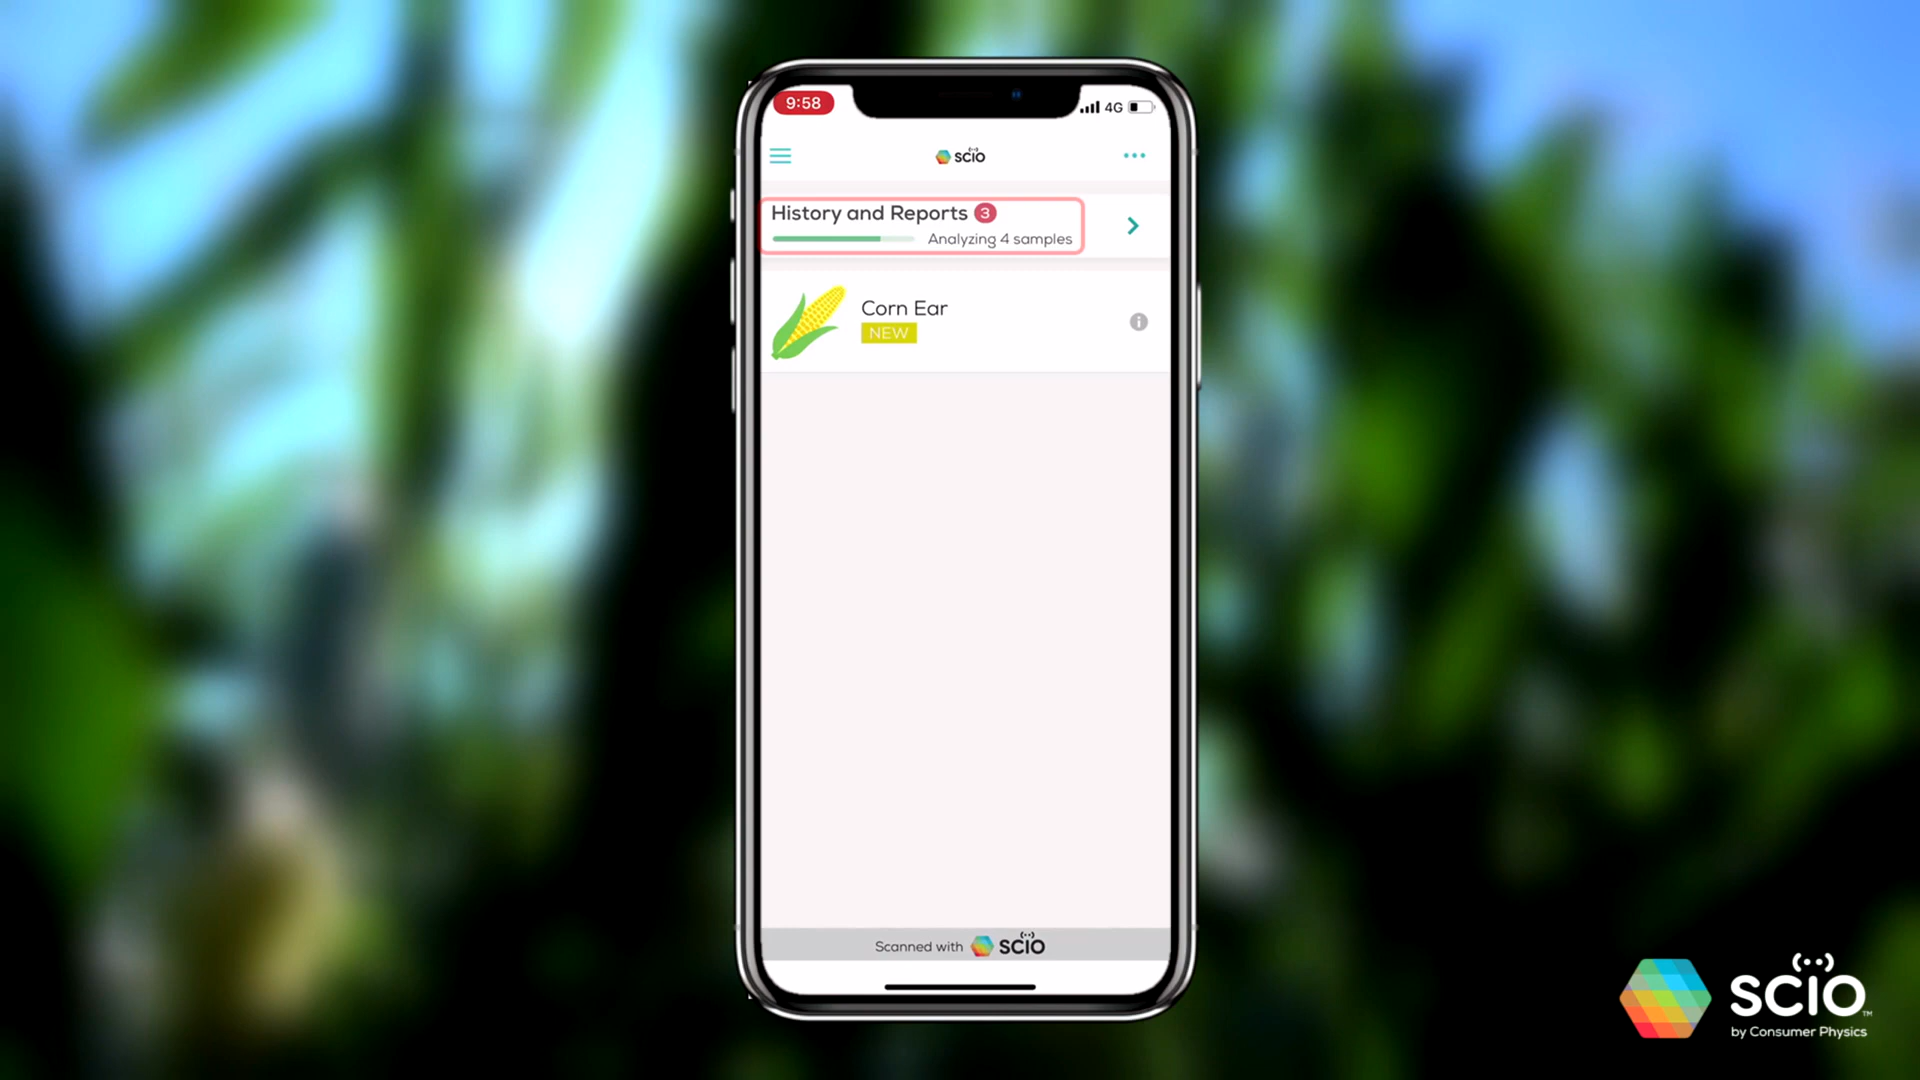 9:58
4G
scio
History and Reports 3
Analyzing 4 samples
Corn Ear
NEW
Scanned with scio
scio™
by Consumer Physics